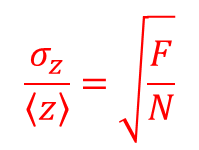 σ_z/⟨z⟩ = √(F/N)